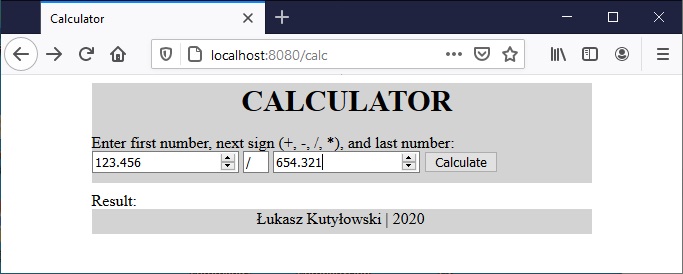 Calculator
localhost:8080/calc
CALCULATOR
Enter first number, next sign (+, -, /, *), and last number:
123.456 / 654.321 Calculate
Result:
Łukasz Kutyłowski | 2020